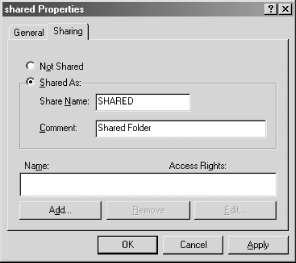 shared Properties
General Sharing
Not Shared
Shared As:
Share Name: SHARED
Comment: Shared Folder
Name: Access Rights:
Add... Remove Edit...
OK Cancel Apply